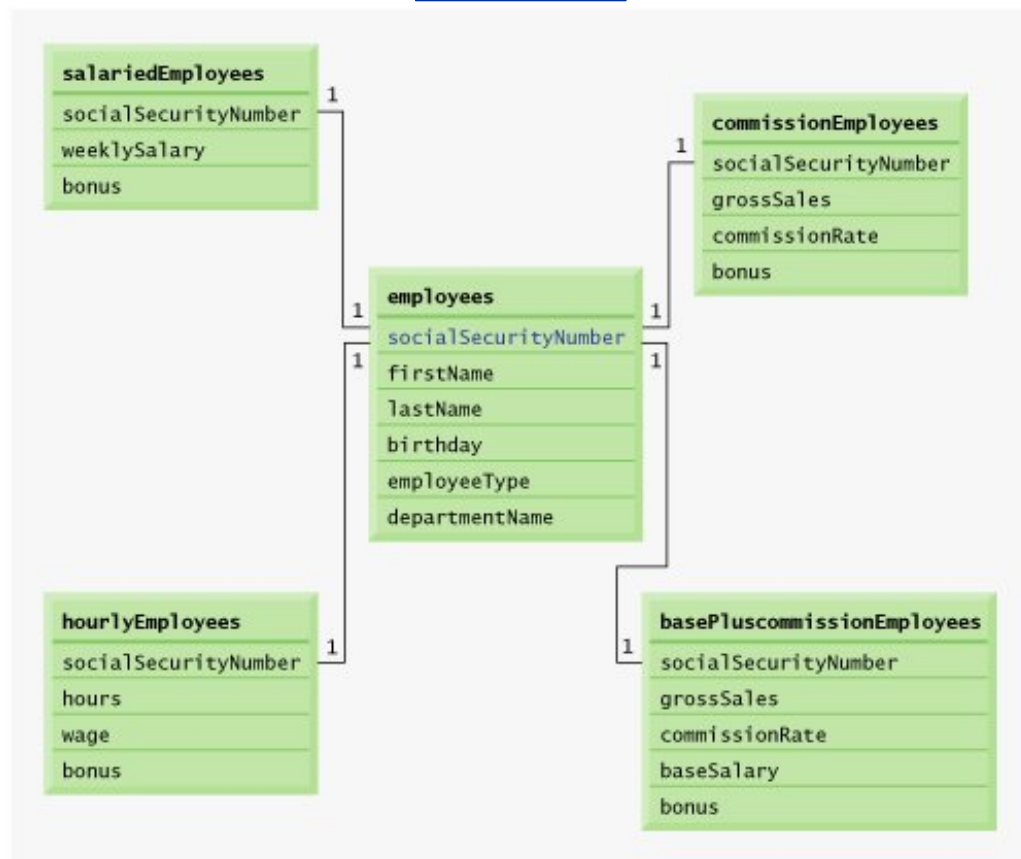 salariedEmployees
socialSecurityNumber
weeklySalary
bonus
1
1
commissionEmployees
socialSecurityNumber
grossSales
commissionRate
bonus
1
1
employees
socialSecurityNumber
firstName
lastName
birthday
employeeType
departmentName
1
1
hourlyEmployees
socialSecurityNumber
hours
wage
bonus
1
1
basePluscommissionEmployees
socialSecurityNumber
grossSales
commissionRate
baseSalary
bonus